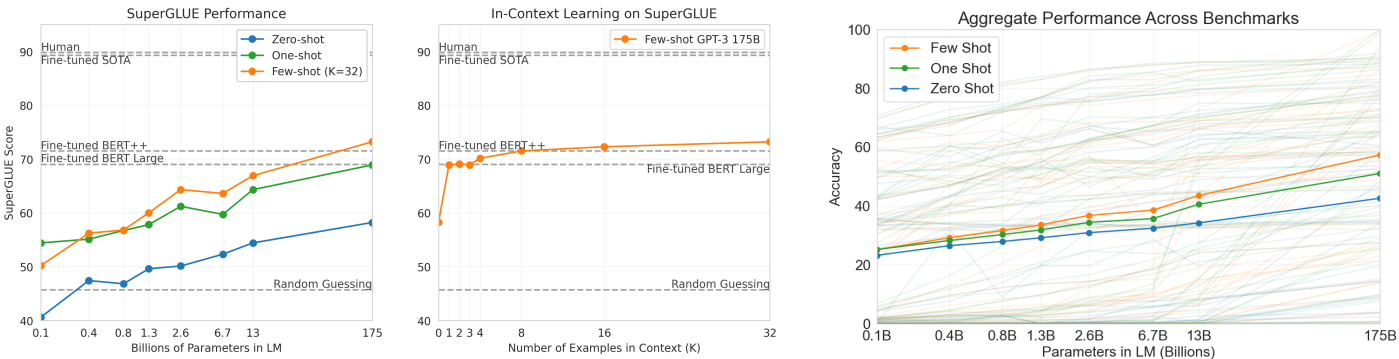 SuperGLUE Performance
SuperGLUE Score
90
80
70
60
50
40
Human
Fine-tuned SOTA
Fine-tuned BERT++
Fine-tuned BERT Large
Random Guessing
Zero-shot
One-shot
Few-shot (K=32)
0.1 0.4 0.8 1.3 2.6 6.7 13 175
Billions of Parameters in LM
In-Context Learning on SuperGLUE
90
80
70
60
50
40
Human
Fine-tuned SOTA
Few-shot GPT-3 175B
Fine-tuned BERT++
Fine-tuned BERT Large
Random Guessing
0 1 2 3 4 8 16 32
Number of Examples in Context (K)
Aggregate Performance Across Benchmarks
Accuracy
100
80
60
40
20
0
Few Shot
One Shot
Zero Shot
0.1B 0.4B 0.8B 1.3B 2.6B 6.7B 13B 175B
Parameters in LM (Billions)